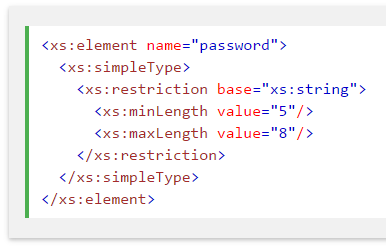 <xs:element name="password">
  <xs:simpleType>
    <xs:restriction base="xs:string">
      <xs:minLength value="5"/>
      <xs:maxLength value="8"/>
    </xs:restriction>
  </xs:simpleType>
</xs:element>